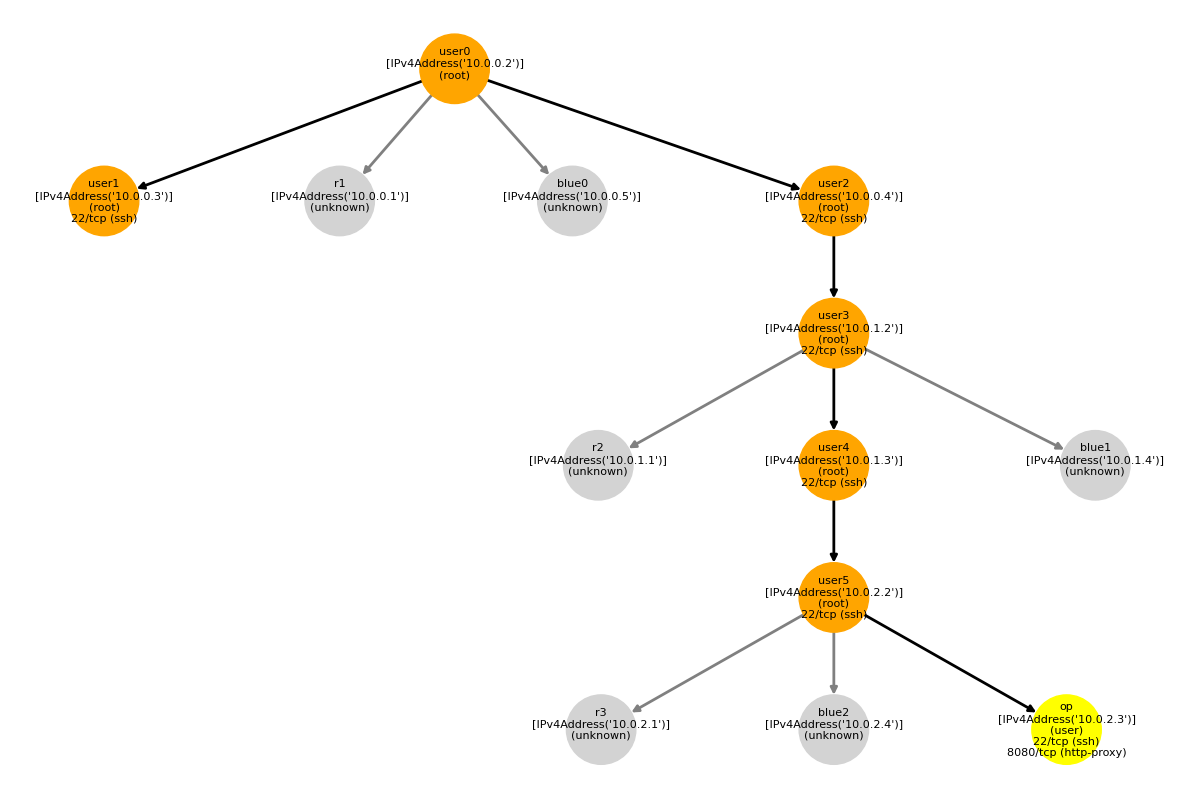 user0
[IPv4Address('10.0.0.2')]
(root)
user1
[IPv4Address('10.0.0.3')]
(root)
22/tcp (ssh)
r1
[IPv4Address('10.0.0.1')]
(unknown)
blue0
[IPv4Address('10.0.0.5')]
(unknown)
user2
[IPv4Address('10.0.0.4')]
(root)
22/tcp (ssh)
user3
[IPv4Address('10.0.1.2')]
(root)
22/tcp (ssh)
r2
[IPv4Address('10.0.1.1')]
(unknown)
user4
[IPv4Address('10.0.1.3')]
(root)
22/tcp (ssh)
blue1
[IPv4Address('10.0.1.4')]
(unknown)
user5
[IPv4Address('10.0.2.2')]
(root)
22/tcp (ssh)
r3
[IPv4Address('10.0.2.1')]
(unknown)
blue2
[IPv4Address('10.0.2.4')]
(unknown)
op
[IPv4Address('10.0.2.3')]
(user)
22/tcp (ssh)
8080/tcp (http-proxy)